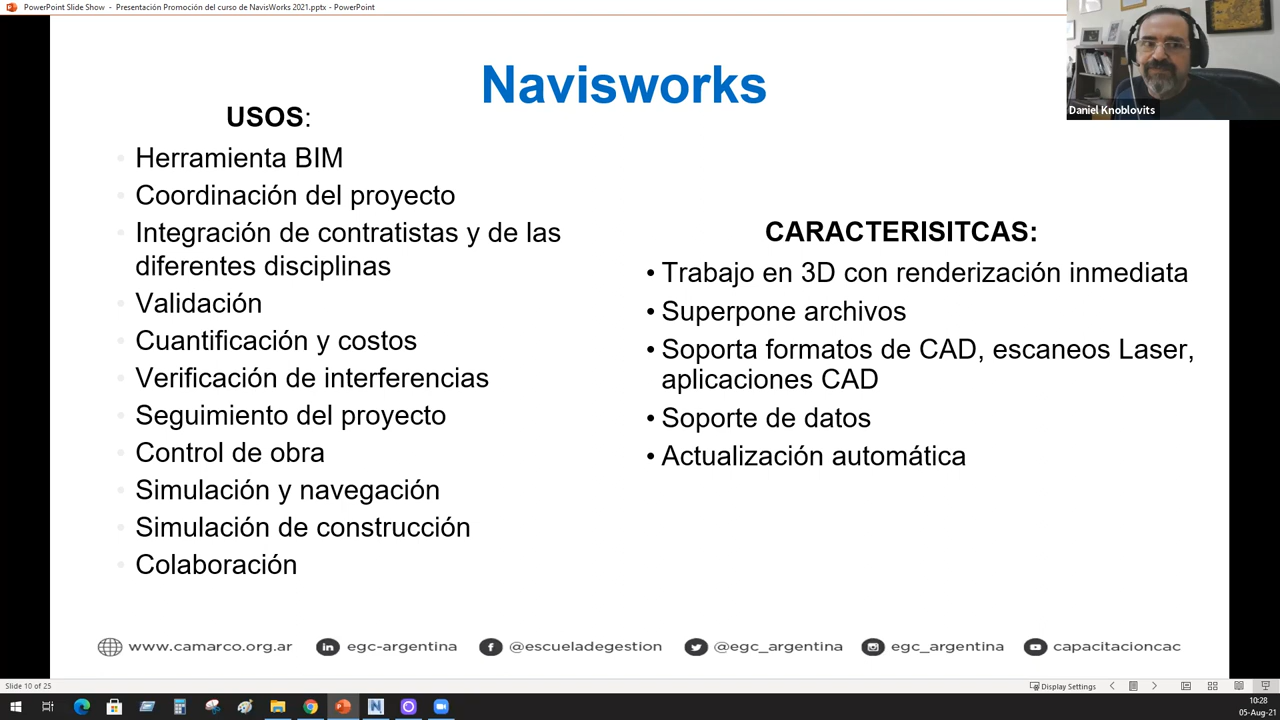 PowerPoint Slide Show - Presentación Promoción del curso de NavisWorks 2021.pptx - PowerPoint
Navisworks
Daniel Knoblovits
USOS:
Herramienta BIM
Coordinación del proyecto
Integración de contratistas y de las
diferentes disciplinas
Validación
Cuantificación y costos
Verificación de interferencias
Seguimiento del proyecto
Control de obra
Simulación y navegación
Simulación de construcción
Colaboración
CARACTERISITCAS:
• Trabajo en 3D con renderización inmediata
• Superpone archivos
• Soporta formatos de CAD, escaneos Laser,
aplicaciones CAD
• Soporte de datos
• Actualización automática
www.camarco.org.ar egc-argentina @escueladegestion @egc_argentina egc_argentina capacitacioncac
Slide 10 of 25 Display Settings
10:28
05-Aug-21